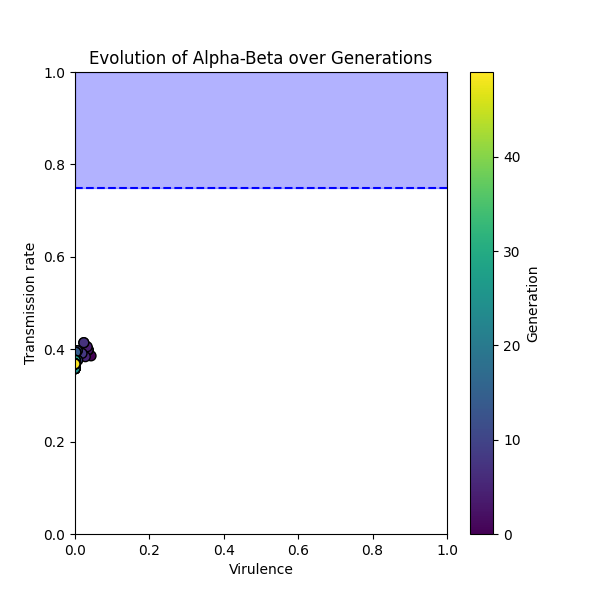 Evolution of Alpha-Beta over Generations
1.0
0.8
0.6
0.4
0.2
0.0
Transmission rate
0.0 0.2 0.4 0.6 0.8 1.0
Virulence
40
30
20
10
0
Generation